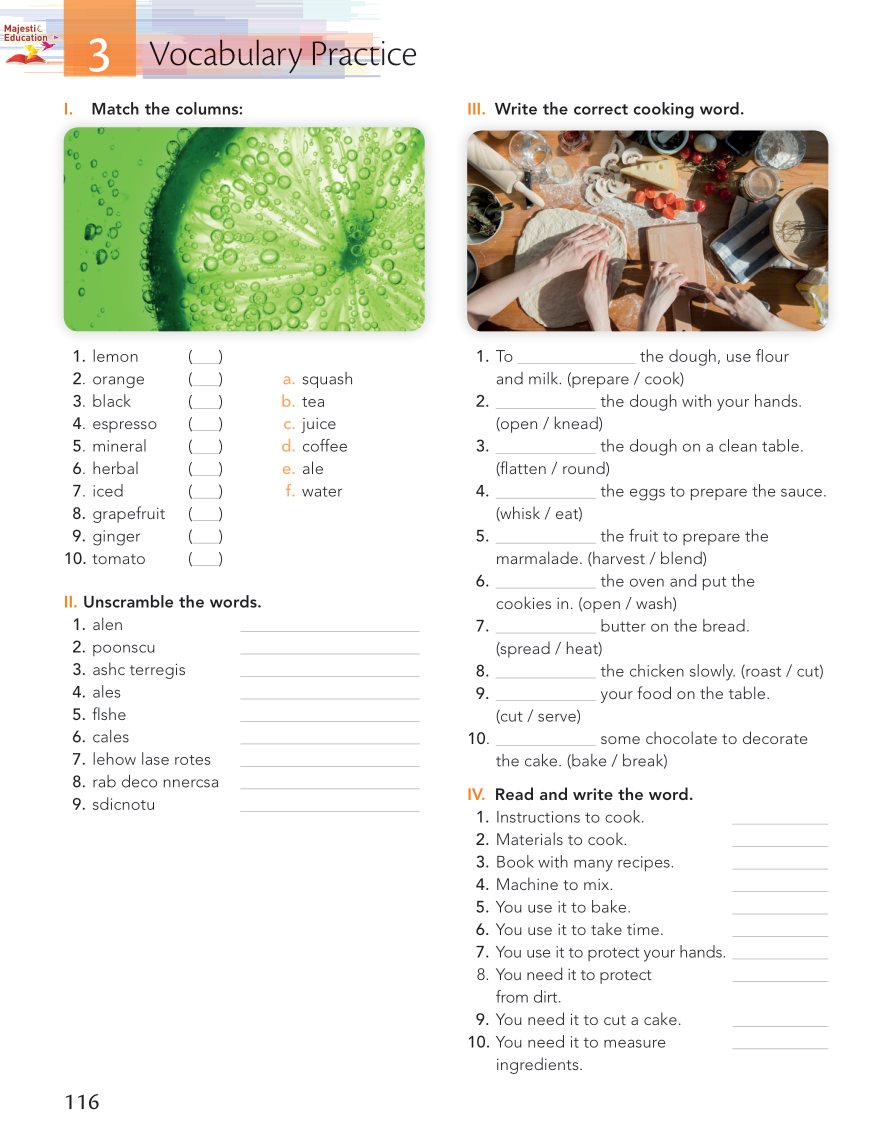 Majestic
Education
3 Vocabulary Practice
I. Match the columns:
1. lemon (___)
2. orange (___) a. squash
3. black (___) b. tea
4. espresso (___) c. juice
5. mineral (___) d. coffee
6. herbal (___) e. ale
7. iced (___) f. water
8. grapefruit (___)
9. ginger (___)
10. tomato (___)
II. Unscramble the words.
1. alen ____________
2. poonscu ____________
3. ashc terregis ____________
4. ales ____________
5. flshe ____________
6. cales ____________
7. lehow lase rotes ____________
8. rab deco nnercsa ____________
9. sdicnotu ____________
III. Write the correct cooking word.
1. To ____________ the dough, use flour
and milk. (prepare / cook)
2. ____________ the dough with your hands.
(open / knead)
3. ____________ the dough on a clean table.
(flatten / round)
4. ____________ the eggs to prepare the sauce.
(whisk / eat)
5. ____________ the fruit to prepare the
marmalade. (harvest / blend)
6. ____________ the oven and put the
cookies in. (open / wash)
7. ____________ butter on the bread.
(spread / heat)
8. ____________ the chicken slowly. (roast / cut)
9. ____________ your food on the table.
(cut / serve)
10. ____________ some chocolate to decorate
the cake. (bake / break)
IV. Read and write the word.
1. Instructions to cook. ____________
2. Materials to cook. ____________
3. Book with many recipes. ____________
4. Machine to mix. ____________
5. You use it to bake. ____________
6. You use it to take time. ____________
7. You use it to protect your hands. ____________
8. You need it to protect ____________
from dirt.
9. You need it to cut a cake. ____________
10. You need it to measure ____________
ingredients.
116